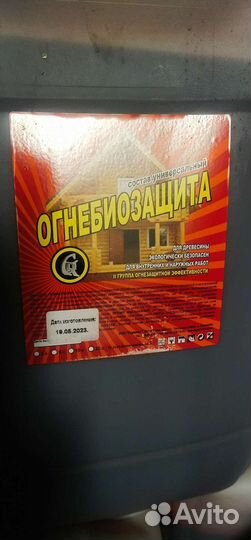 состав универсальный
ОГНЕБИОЗАЩИТА
ДЛЯ ДРЕВЕСИНЫ
ЭКОЛОГИЧЕСКИ БЕЗОПАСЕН
ДЛЯ ВНУТРЕННИХ И НАРУЖНЫХ РАБОТ
II ГРУППА ОГНЕЗАЩИТНОЙ ЭФФЕКТИВНОСТИ
Дата изготовления:
19.05.2023.
Avito